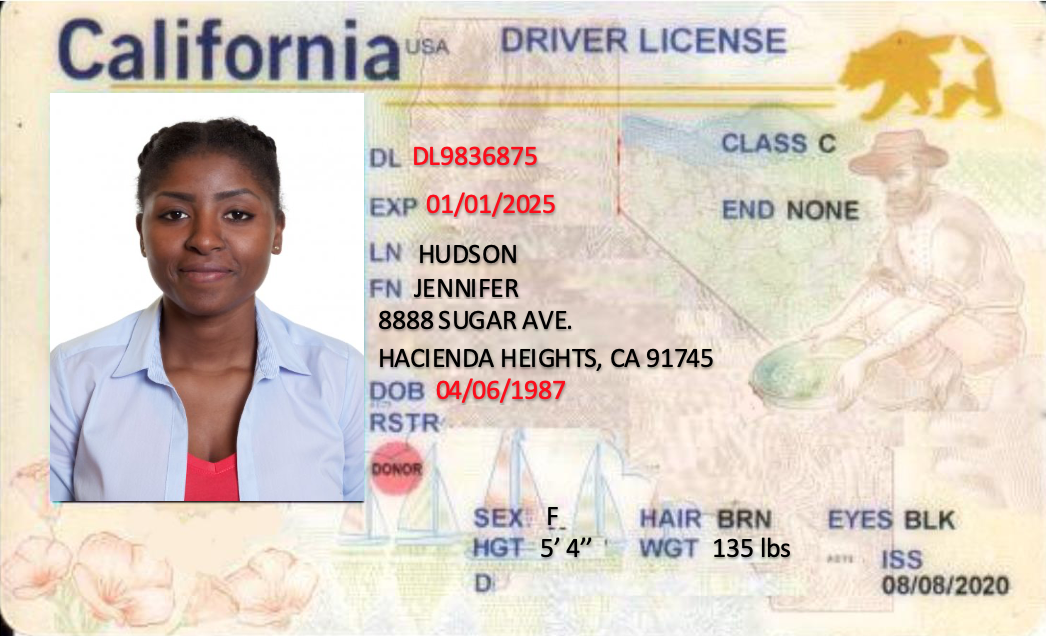 California USA DRIVER LICENSE
DL DL9836875
CLASS C
EXP 01/01/2025
END NONE
LN HUDSON
FN JENNIFER
8888 SUGAR AVE.
HACIENDA HEIGHTS, CA 91745
DOB 04/06/1987
RSTR
DONOR
SEX F
HAIR BRN
EYES BLK
HGT 5’ 4”
WGT 135 lbs
ISS
08/08/2020